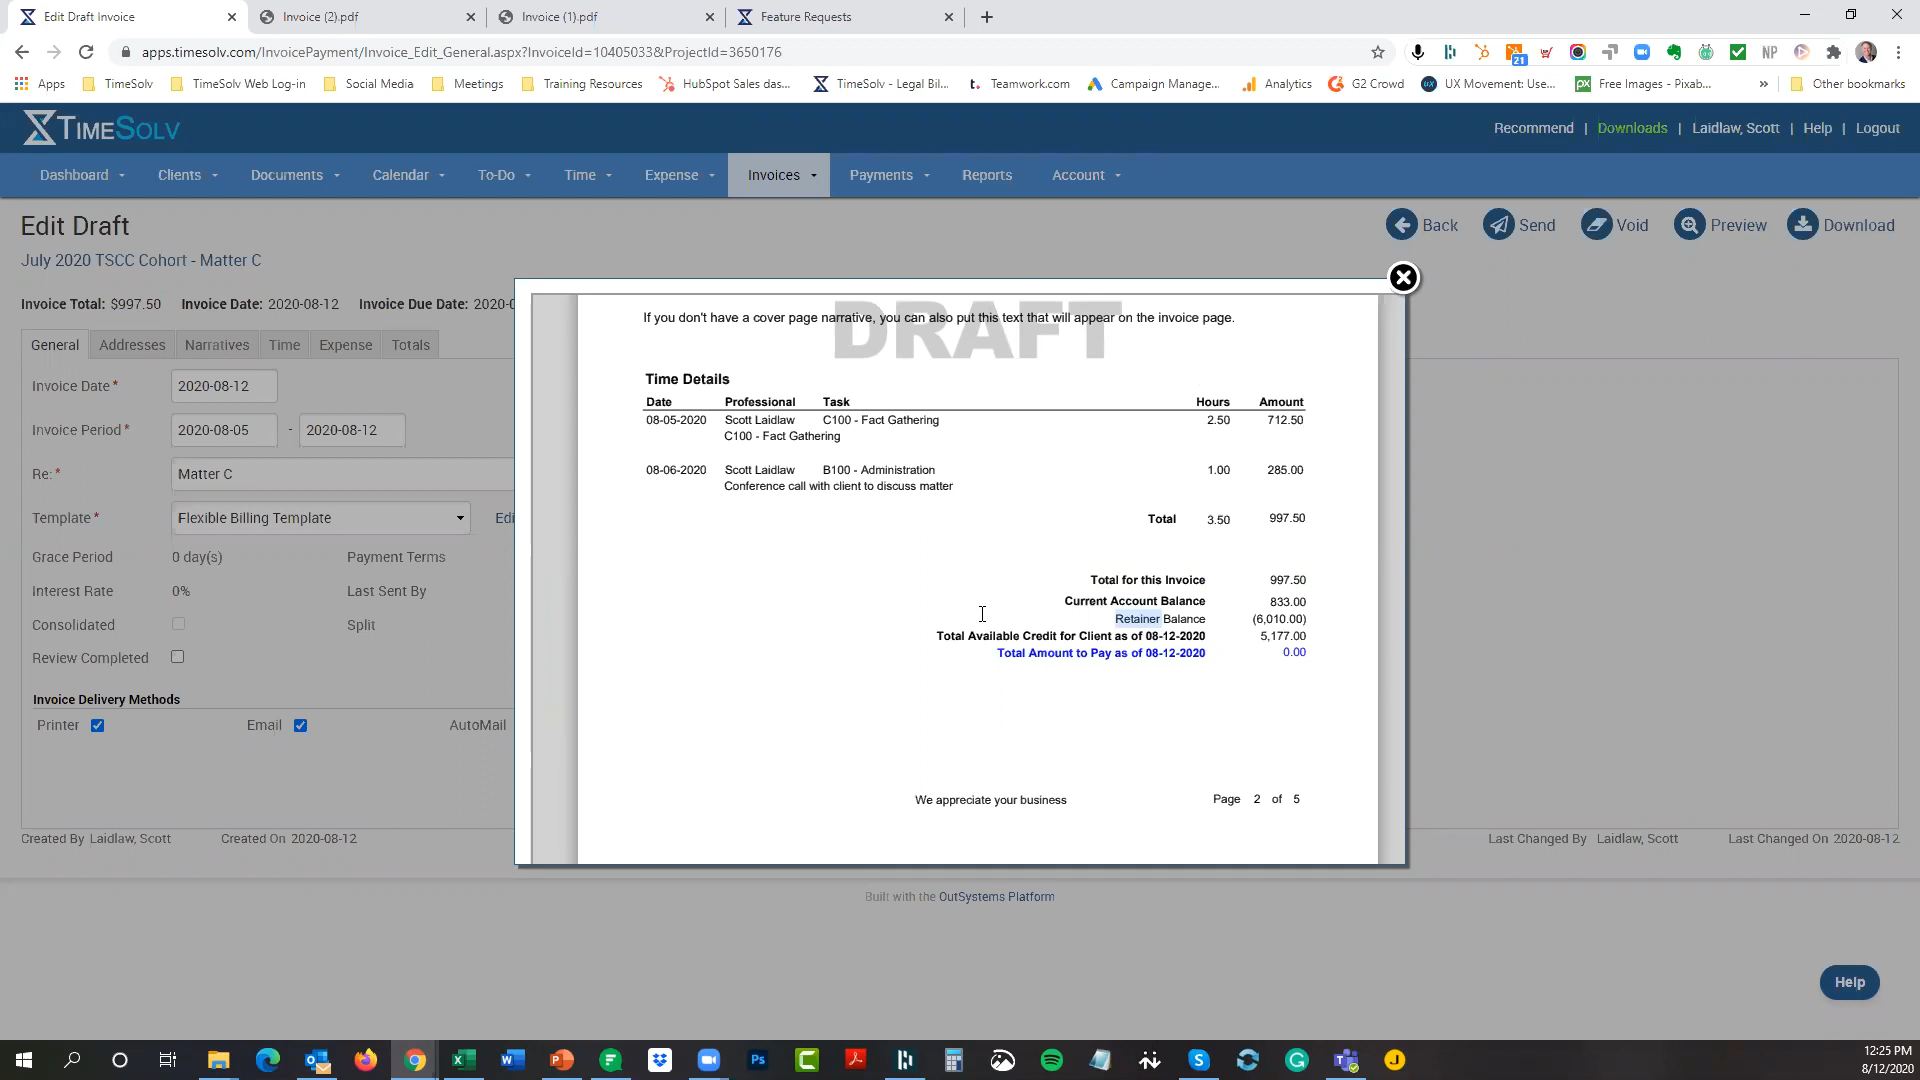 Edit Draft Invoice
Invoice (2).pdf
Invoice (1).pdf
Feature Requests
apps.timesolv.com/InvoicePayment/Invoice_Edit_General.aspx?InvoiceId=10405033&ProjectId=3650176
21
NP
Apps
TimeSolv
TimeSolv Web Log-in
Social Media
Meetings
Training Resources
HubSpot Sales das...
TimeSolv - Legal Bil...
Teamwork.com
Campaign Manage...
Analytics
G2 Crowd
UX Movement: Use...
Free Images - Pixab...
» Other bookmarks
TIMESOLV
Recommend | Downloads | Laidlaw, Scott | Help | Logout
Dashboard
Clients
Documents
Calendar
To-Do
Time
Expense
Invoices
Payments
Reports
Account
Edit Draft
Back
Send
Void
Preview
Download
July 2020 TSCC Cohort - Matter C
Invoice Total: $997.50 Invoice Date: 2020-08-12 Invoice Due Date: 2020-0
General
Addresses
Narratives
Time
Expense
Totals
Invoice Date* 2020-08-12
Invoice Period* 2020-08-05 - 2020-08-12
Re:* Matter C
Template* Flexible Billing Template Edi
Grace Period 0 day(s) Payment Terms
Interest Rate 0% Last Sent By
Consolidated Split
Review Completed
Invoice Delivery Methods
Printer Email AutoMail
Created By Laidlaw, Scott Created On 2020-08-12
Last Changed By Laidlaw, Scott Last Changed On 2020-08-12
DRAFT
If you don't have a cover page narrative, you can also put this text that will appear on the invoice page.
Time Details
Date Professional Task Hours Amount
08-05-2020 Scott Laidlaw C100 - Fact Gathering 2.50 712.50
C100 - Fact Gathering
08-06-2020 Scott Laidlaw B100 - Administration 1.00 285.00
Conference call with client to discuss matter
Total 3.50 997.50
Total for this Invoice 997.50
Current Account Balance 833.00
Retainer Balance (6,010.00)
Total Available Credit for Client as of 08-12-2020 5,177.00
Total Amount to Pay as of 08-12-2020 0.00
We appreciate your business
Page 2 of 5
Built with the OutSystems Platform
Help
12:25 PM
8/12/2020